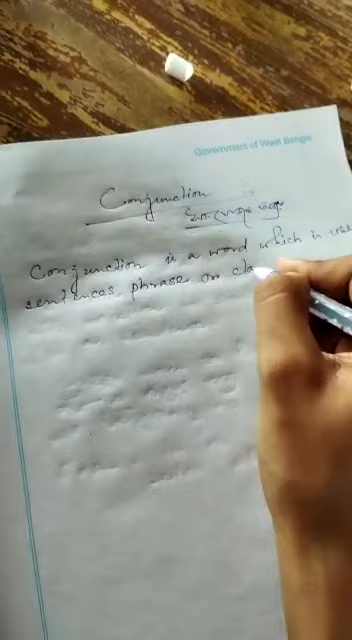 Government of West Bengal
Conjunction
Conjunction is a word which is use
sentences phrase or cla